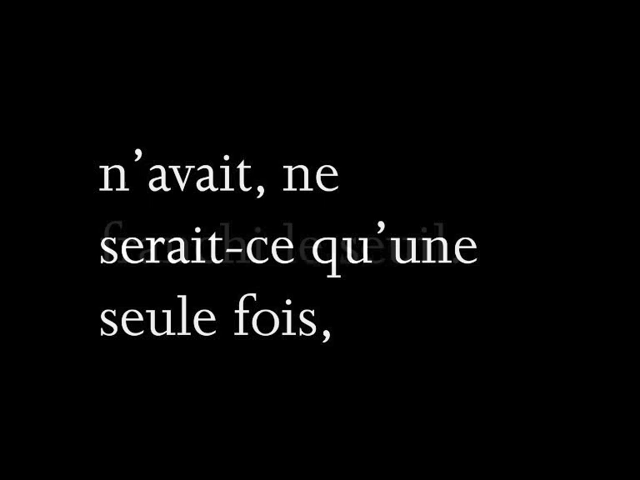 n’avait, ne
serait-ce qu’une
seule fois,